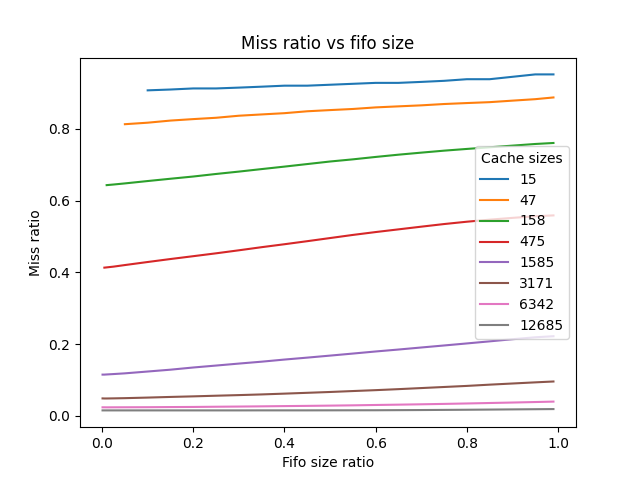 Miss ratio vs fifo size
Miss ratio
0.8
0.6
0.4
0.2
0.0
Cache sizes
15
47
158
475
1585
3171
6342
12685
0.0 0.2 0.4 0.6 0.8 1.0
Fifo size ratio